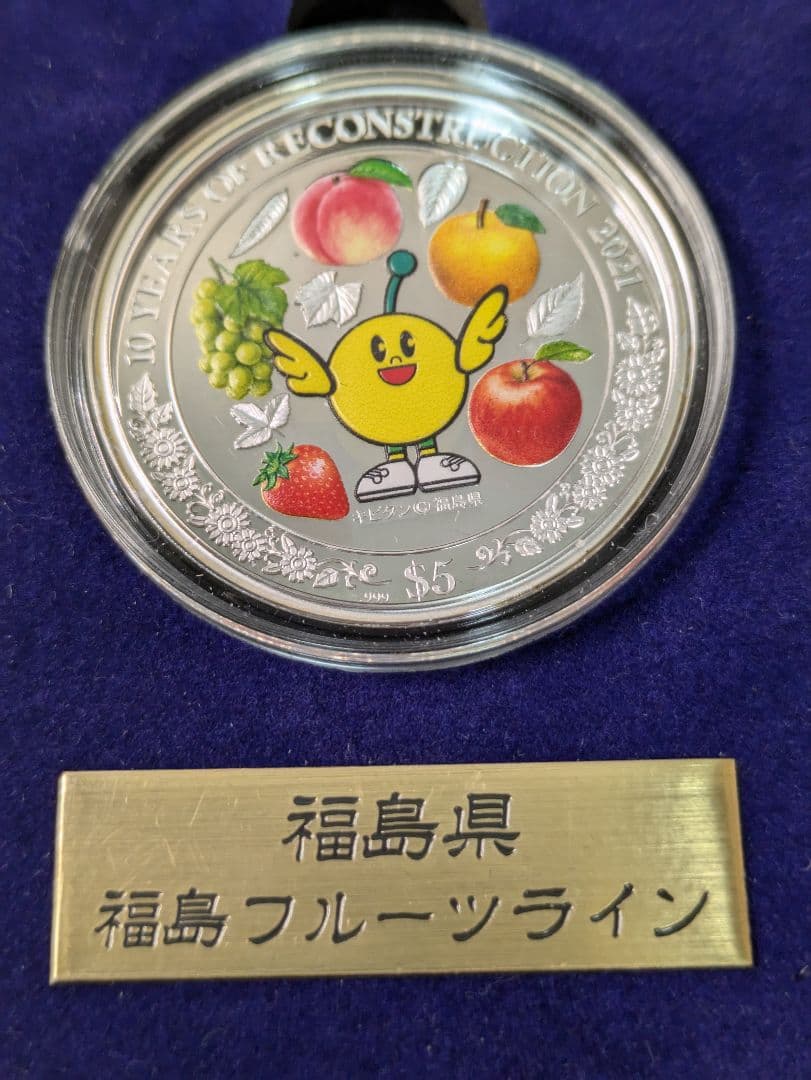 10 YEARS OF RECONSTRUCTION 2021
キビタン©福島県
.999
$5
福島県
福島フルーツライン